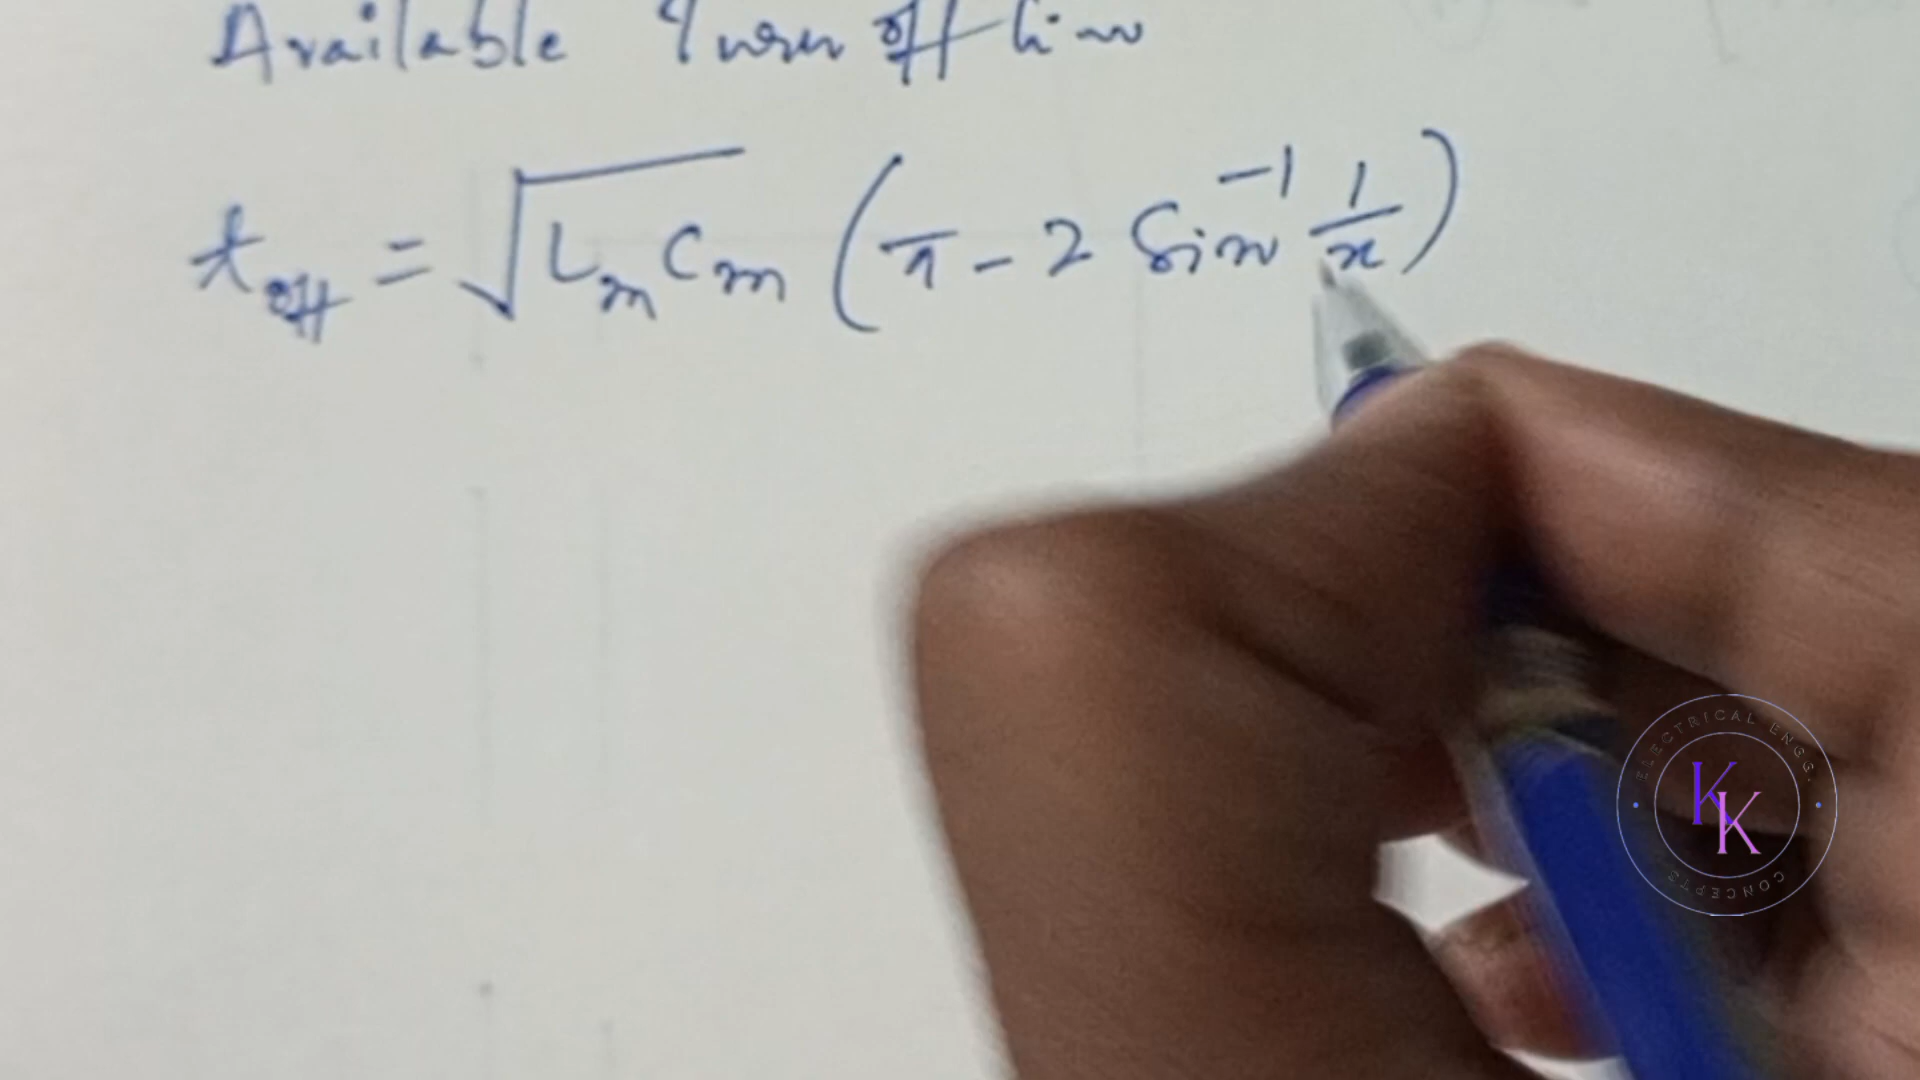 Available Turn off time
t_off = √(L_m C_m) (π - 2 Sin⁻¹ 1/x)
ELECTRICAL ENGG.
KK
CONCEPTS